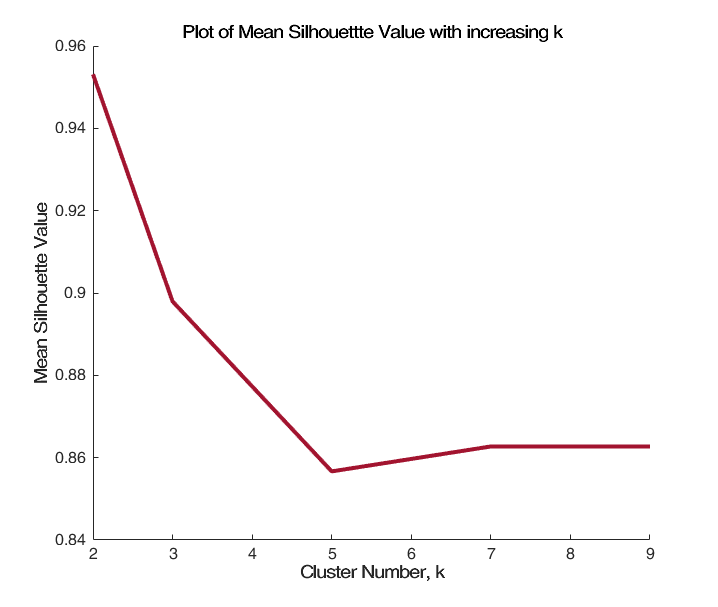 Plot of Mean Silhouettte Value with increasing k
0.96
0.94
0.92
0.9
0.88
0.86
0.84
Mean Silhouette Value
2 3 4 5 6 7 8 9
Cluster Number, k